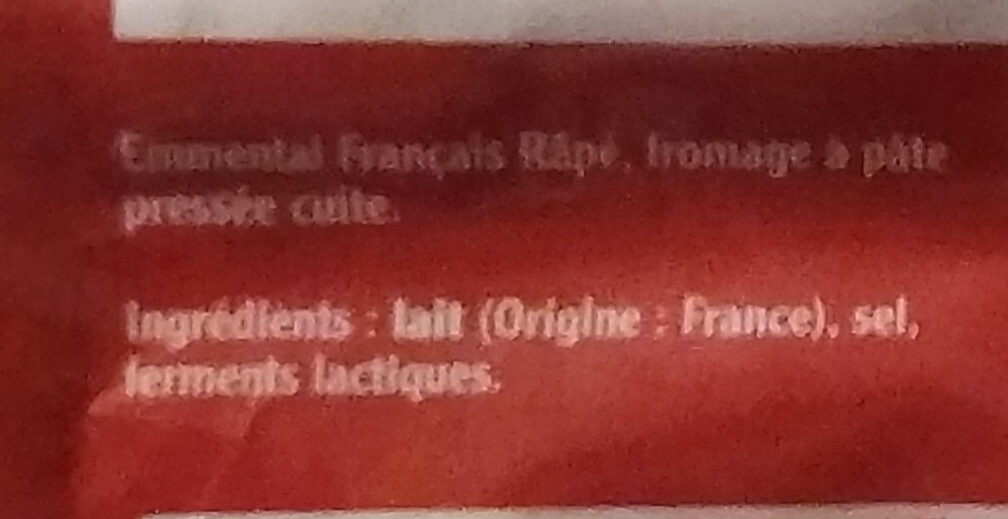 Emmental Français Râpé, fromage à pâte
pressée cuite.
Ingrédients : lait (Origine : France), sel,
ferments lactiques.